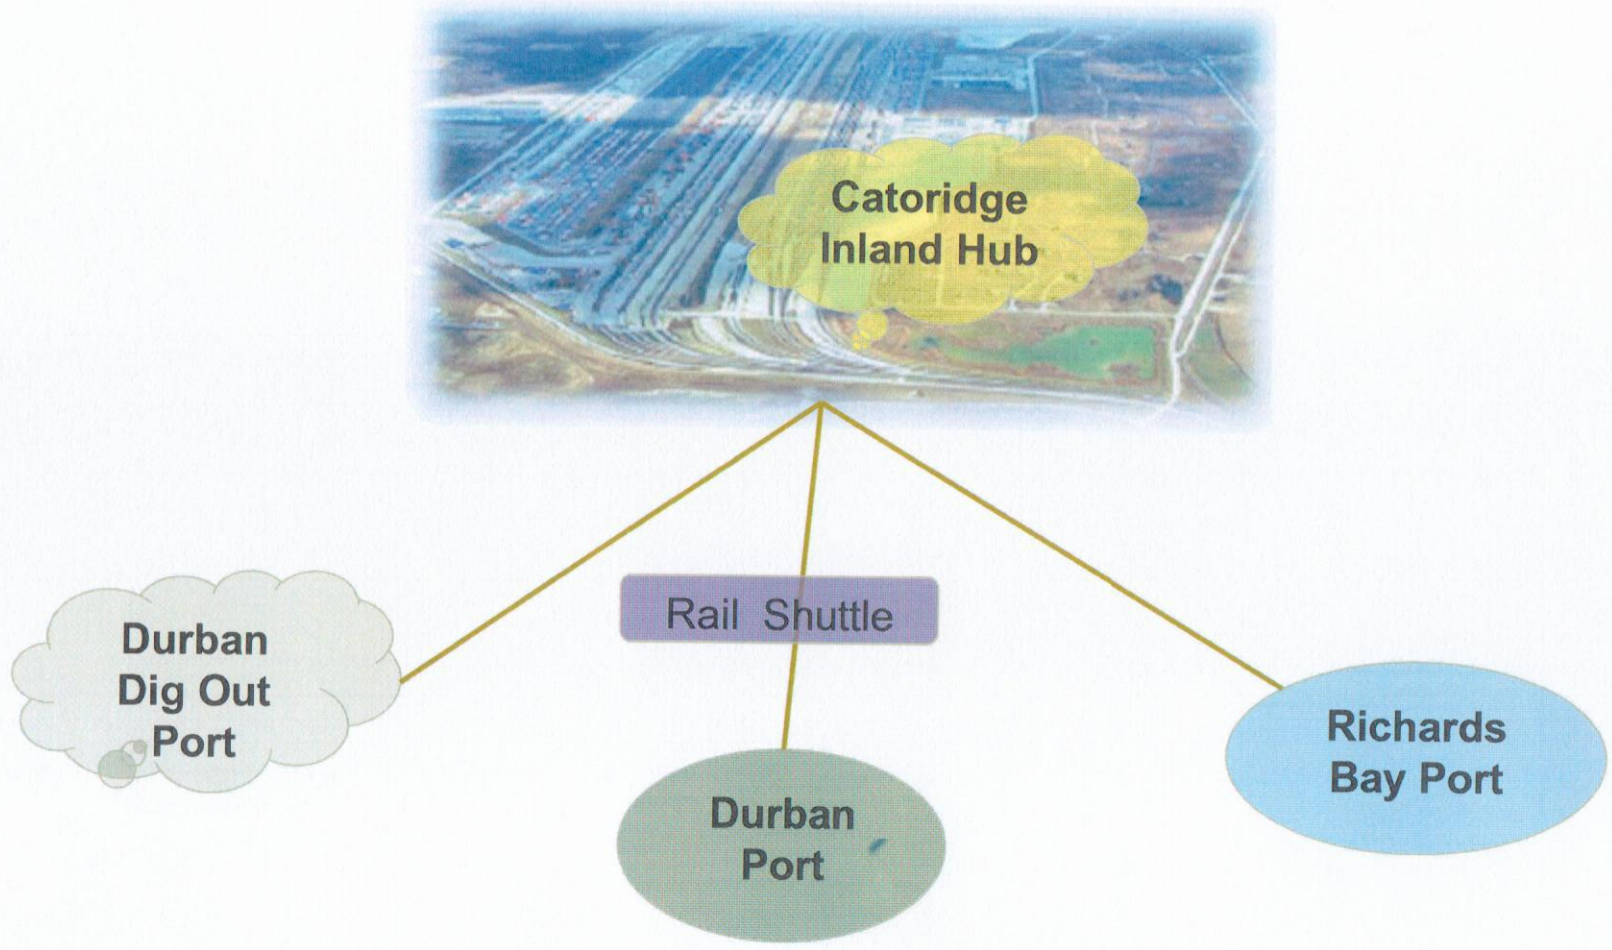 Catoridge
Inland Hub
Rail Shuttle
Durban
Dig Out
Port
Durban
Port
Richards
Bay Port